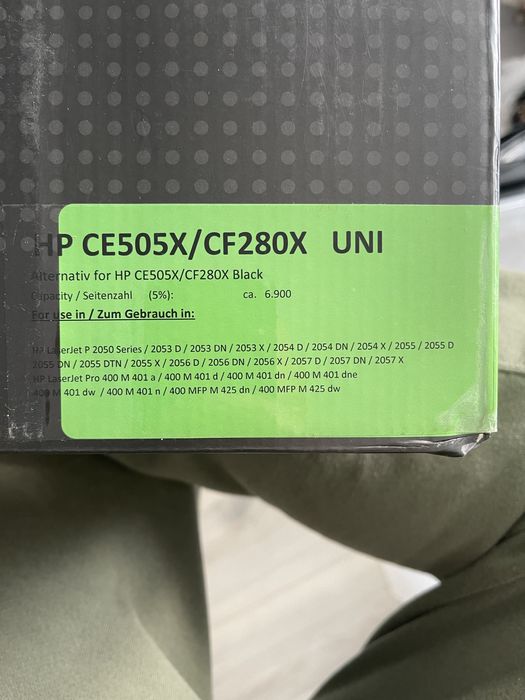 HP CE505X/CF280X UNI
Alternativ for HP CE505X/CF280X Black
Capacity / Seitenzahl (5%): ca. 6.900
For use in / Zum Gebrauch in:
HP LaserJet P 2050 Series / 2053 D / 2053 DN / 2053 X / 2054 D / 2054 DN / 2054 X / 2055 / 2055 D
2055 DN / 2055 DTN / 2055 X / 2056 D / 2056 DN / 2056 X / 2057 D / 2057 DN / 2057 X
HP LaserJet Pro 400 M 401 a / 400 M 401 d / 400 M 401 dn / 400 M 401 dne
400 M 401 dw / 400 M 401 n / 400 MFP M 425 dn / 400 MFP M 425 dw